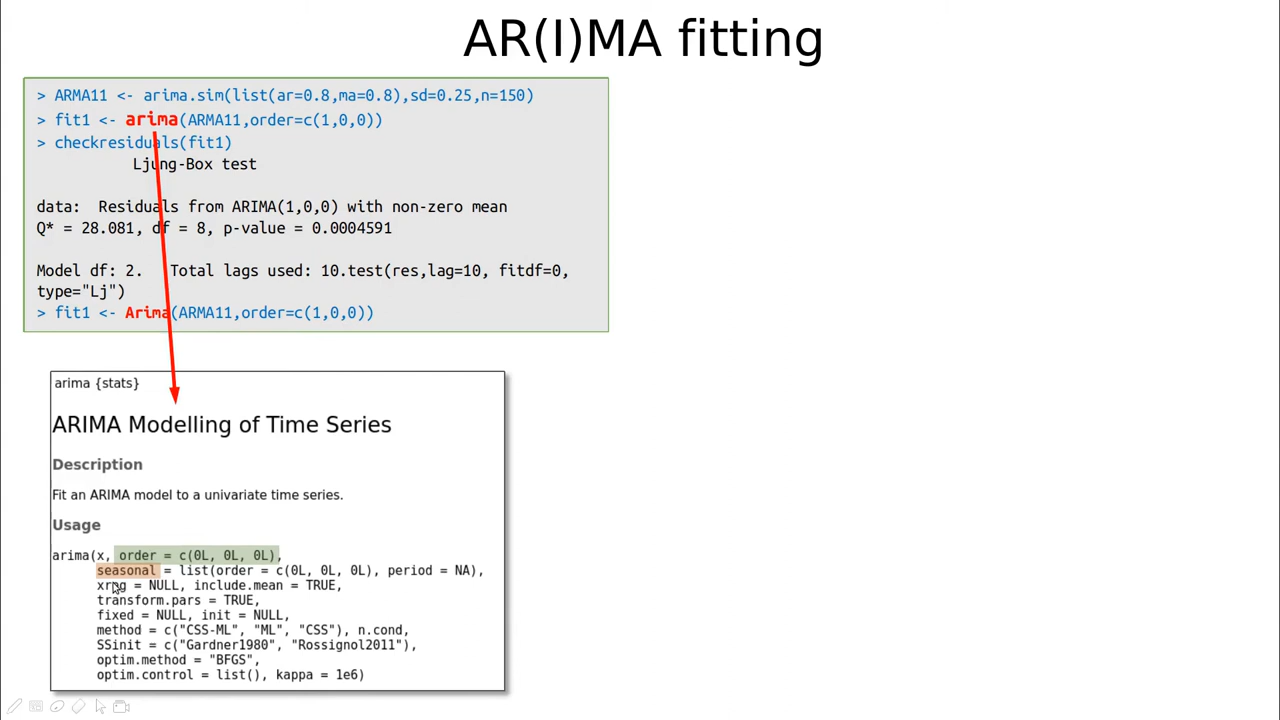 AR(I)MA fitting
> ARMA11 <- arima.sim(list(ar=0.8,ma=0.8),sd=0.25,n=150)
> fit1 <- arima(ARMA11,order=c(1,0,0))
> checkresiduals(fit1)
Ljung-Box test
data:  Residuals from ARIMA(1,0,0) with non-zero mean
Q* = 28.081, df = 8, p-value = 0.0004591
Model df: 2.   Total lags used: 10.test(res,lag=10, fitdf=0,
type="Lj")
> fit1 <- Arima(ARMA11,order=c(1,0,0))
arima {stats}
ARIMA Modelling of Time Series
Description
Fit an ARIMA model to a univariate time series.
Usage
arima(x, order = c(0L, 0L, 0L),
seasonal = list(order = c(0L, 0L, 0L), period = NA),
xreg = NULL, include.mean = TRUE,
transform.pars = TRUE,
fixed = NULL, init = NULL,
method = c("CSS-ML", "ML", "CSS"), n.cond,
SSinit = c("Gardner1980", "Rossignol2011"),
optim.method = "BFGS",
optim.control = list(), kappa = 1e6)